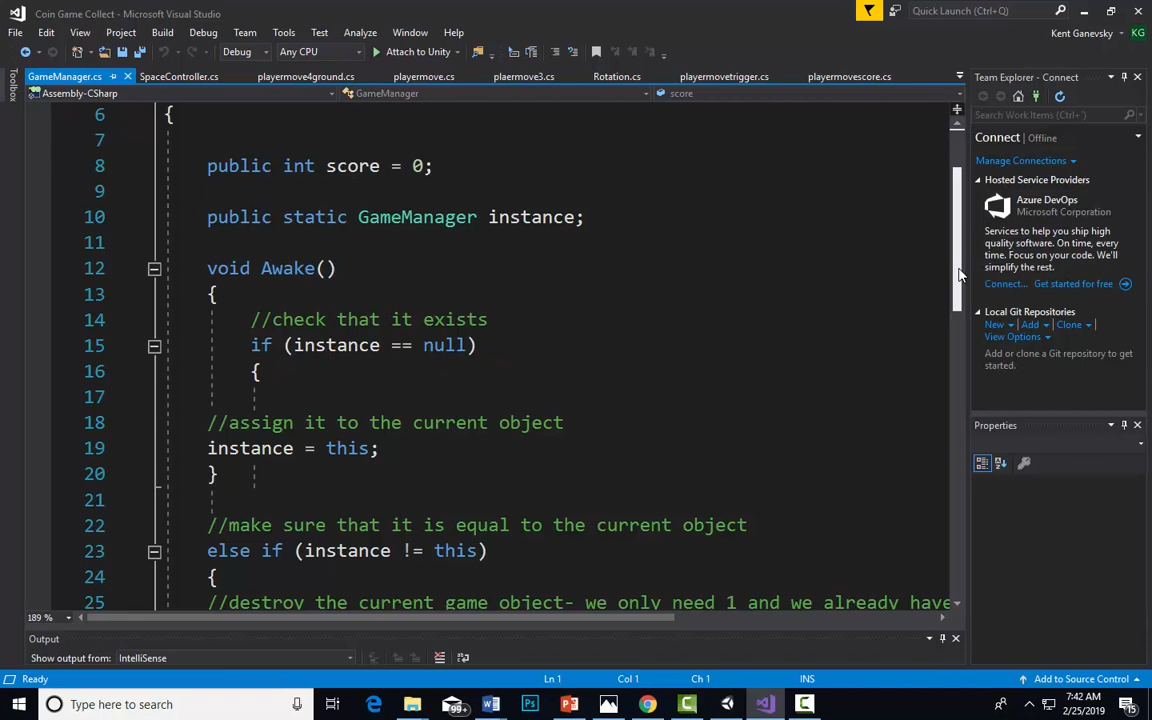 Coin Game Collect - Microsoft Visual Studio
Quick Launch (Ctrl+Q)
File Edit View Project Build Debug Team Tools Test Analyze Window Help
Kent Ganevsky KG
Debug Any CPU Attach to Unity
Toolbox
GameManager.cs SpaceController.cs playermove4ground.cs playermove.cs plaermove3.cs Rotation.cs playermovetrigger.cs playermovescore.cs
Assembly-CSharp GameManager score
6 {
7
8 public int score = 0;
9
10 public static GameManager instance;
11
12 void Awake()
13 {
14 //check that it exists
15 if (instance == null)
16 {
17
18 //assign it to the current object
19 instance = this;
20 }
21
22 //make sure that it is equal to the current object
23 else if (instance != this)
24 {
25 //destroy the current game object- we only need 1 and we already have
189 %
Output
Show output from: IntelliSense
Team Explorer - Connect
Search Work Items (Ctrl+')
Connect | Offline
Manage Connections
Hosted Service Providers
Azure DevOps
Microsoft Corporation
Services to help you ship high
quality software. On time, every
time. Focus on your code. We'll
simplify the rest.
Connect... Get started for free
Local Git Repositories
New | Add | Clone |
View Options
Add or clone a Git repository to get
started.
Properties
Ready Ln 1 Col 1 Ch 1 INS Add to Source Control
Type here to search
99+
7:42 AM
2/25/2019
15